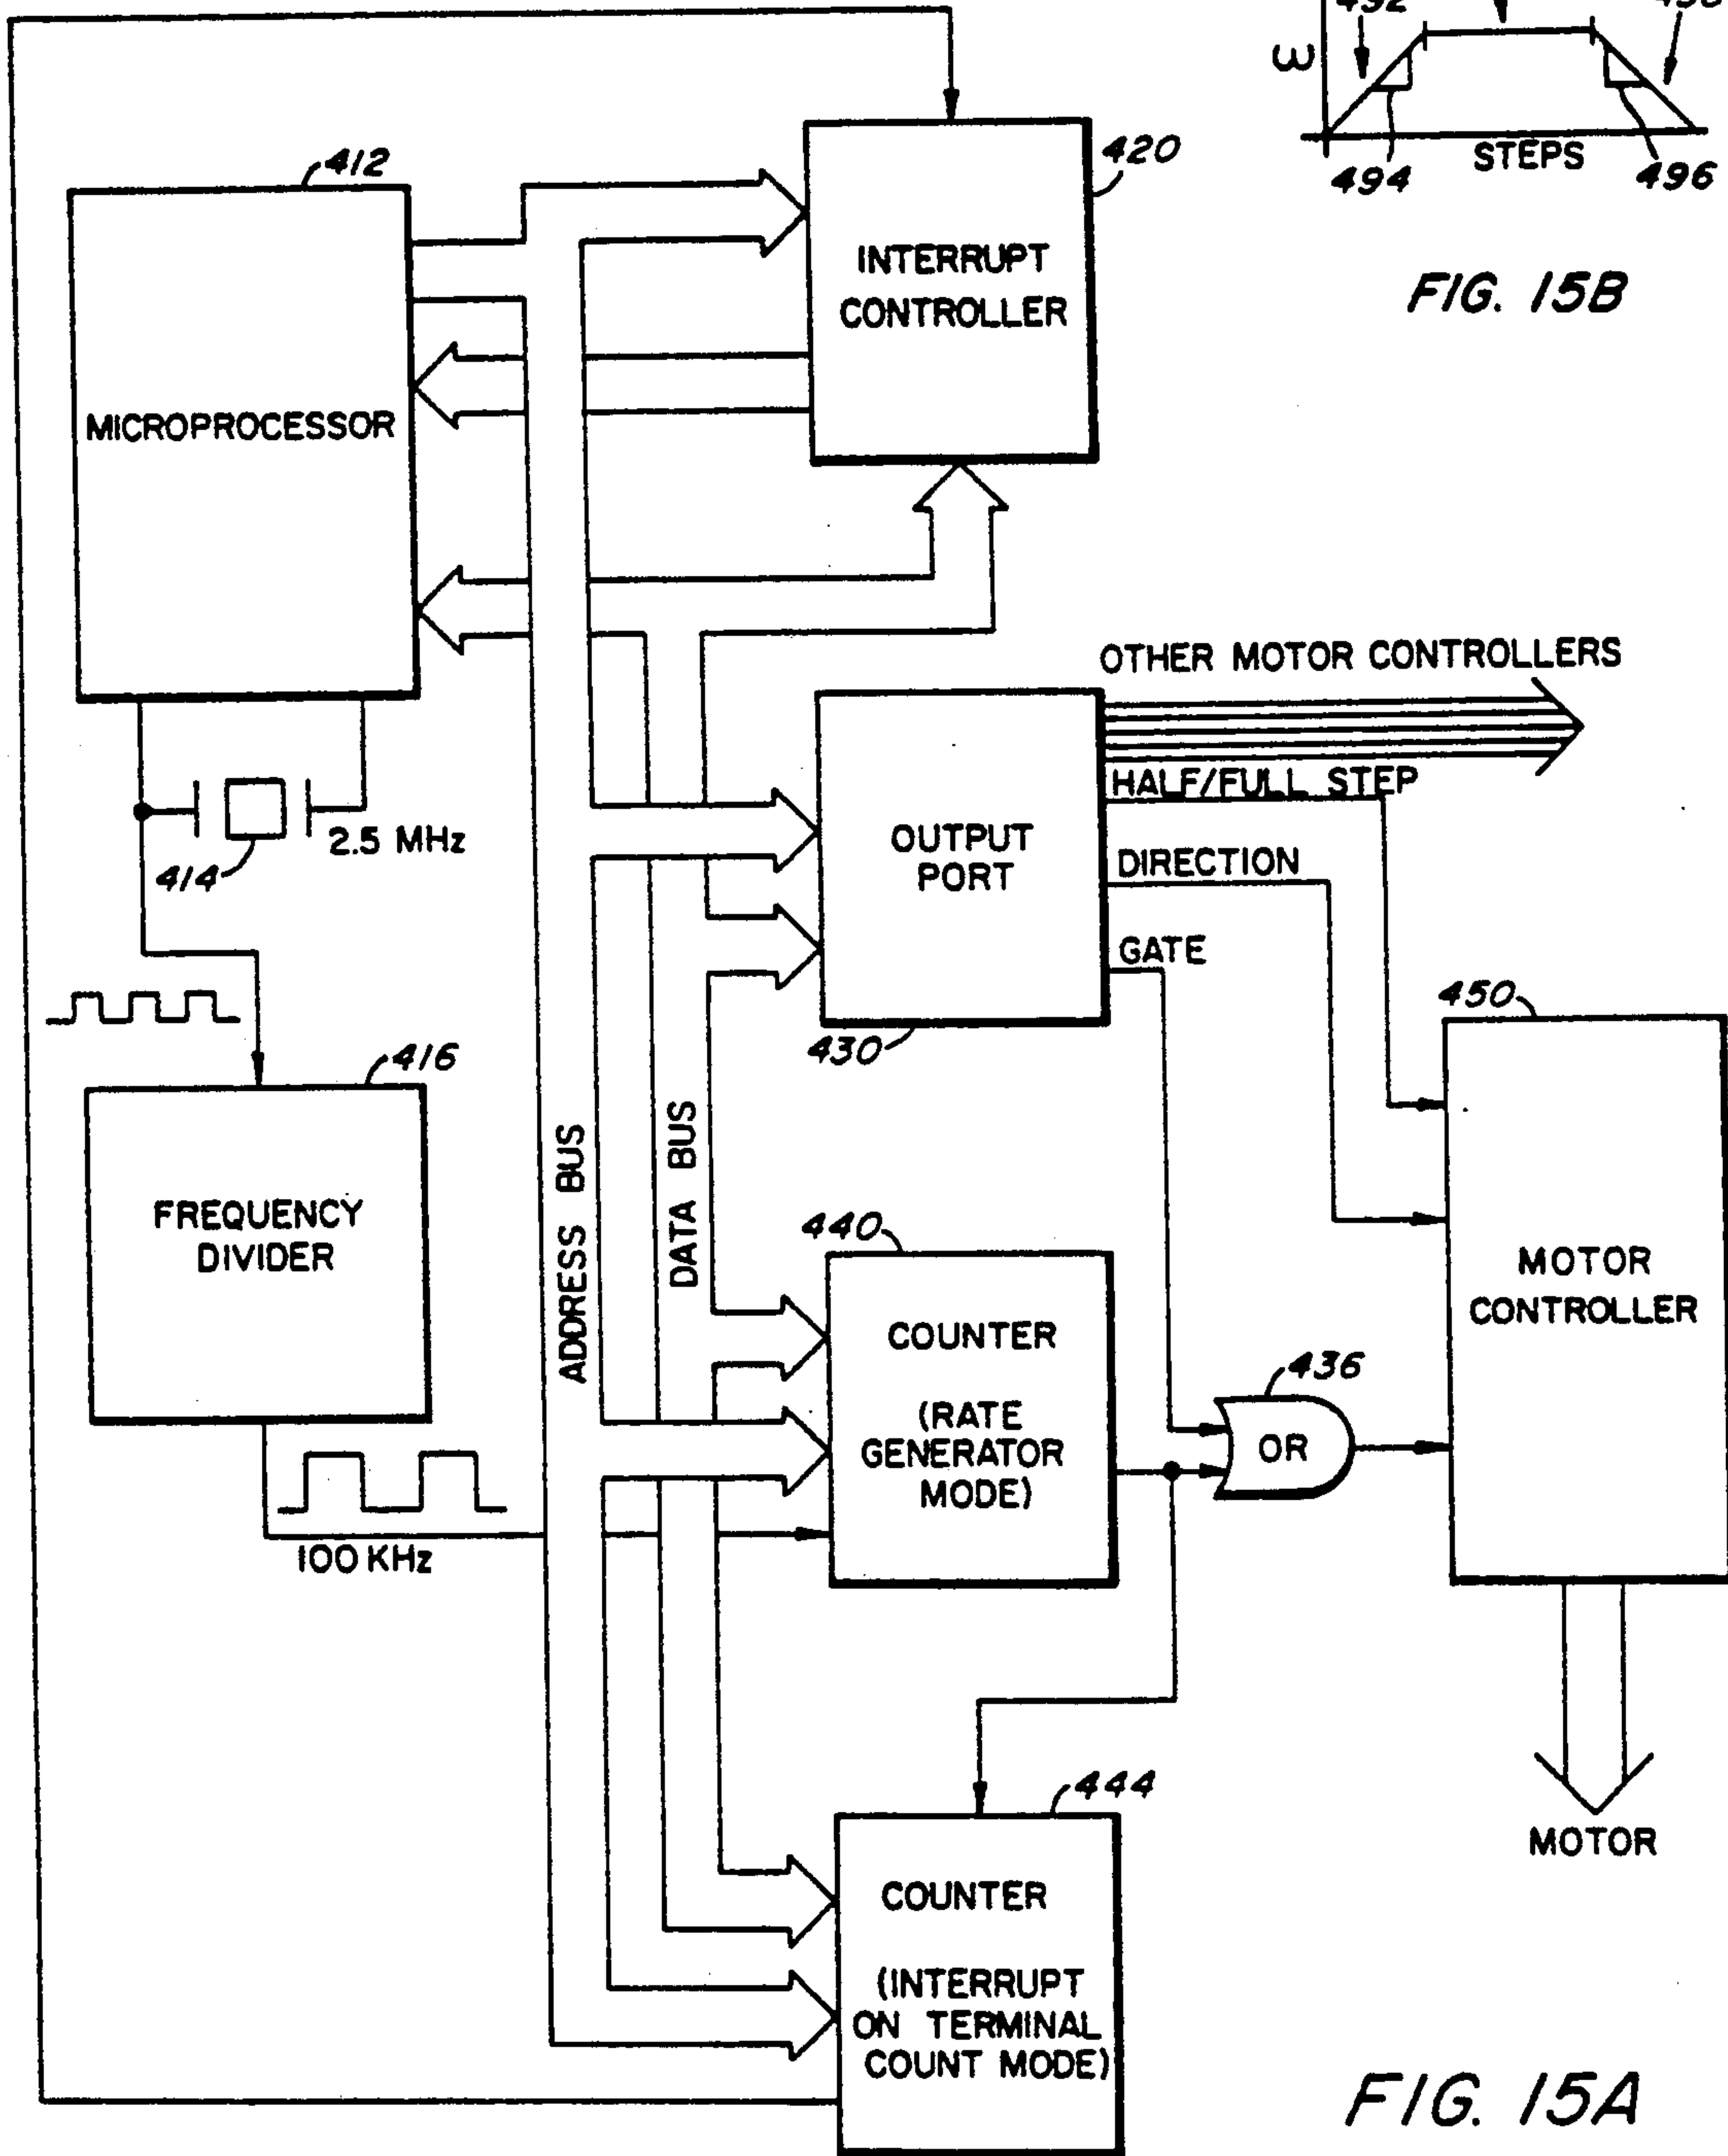 492
ω
STEPS
494
496
FIG. 15B
412
MICROPROCESSOR
420
INTERRUPT
CONTROLLER
2.5 MHz
414
OTHER MOTOR CONTROLLERS
HALF/FULL STEP
DIRECTION
GATE
OUTPUT
PORT
430
416
FREQUENCY
DIVIDER
100 KHz
ADDRESS BUS
DATA BUS
440
COUNTER
(RATE
GENERATOR
MODE)
436
OR
450
MOTOR
CONTROLLER
MOTOR
444
COUNTER
(INTERRUPT
ON TERMINAL
COUNT MODE)
FIG. 15A